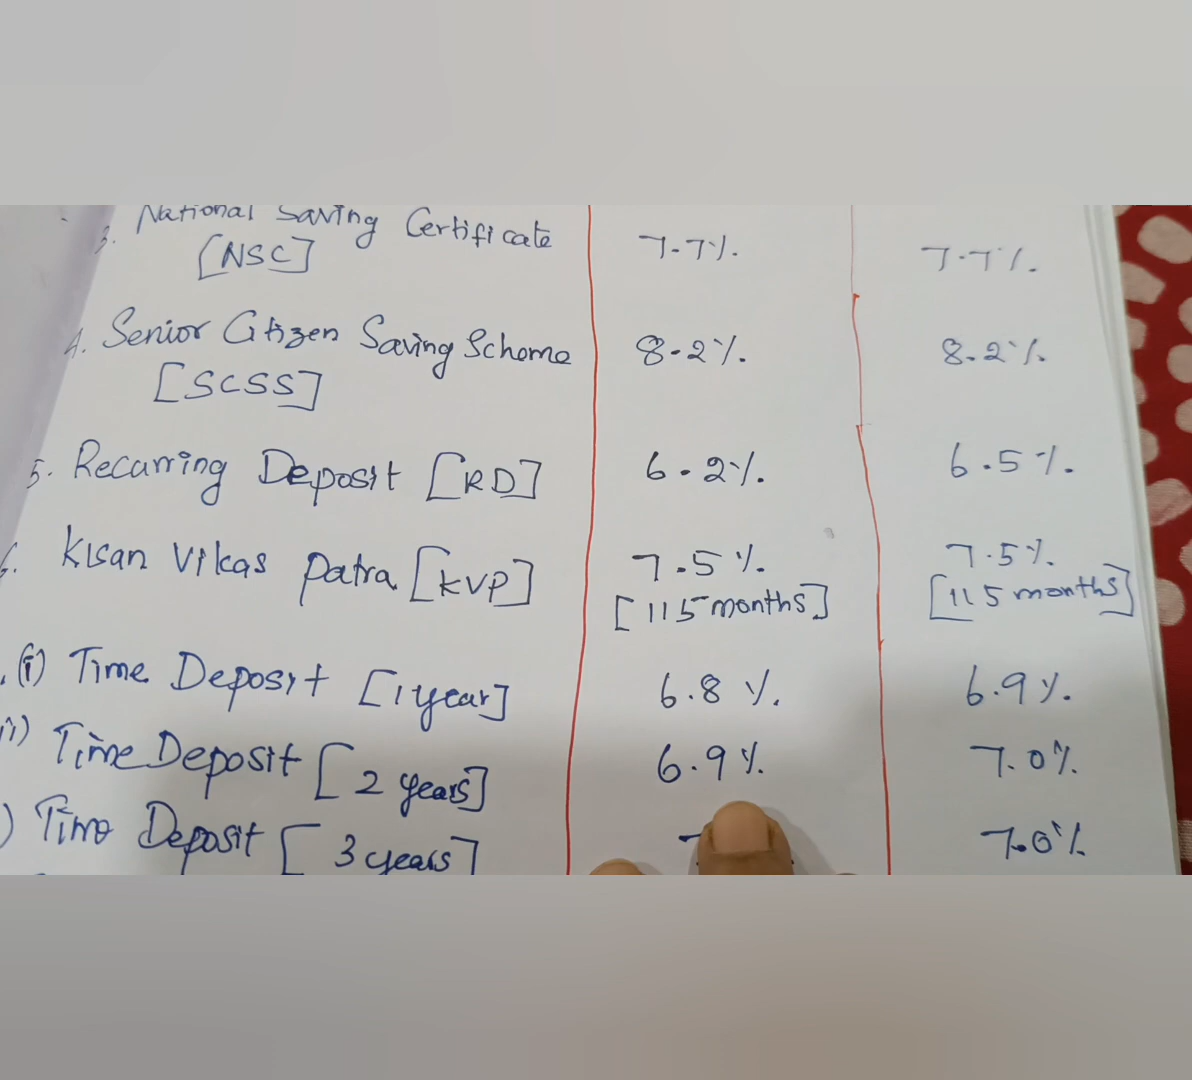 3. National Saving Certificate 7.7% 7.7%
[NSC]
4. Senior Citizen Saving Scheme 8.2% 8.2%
[SCSS]
5. Recurring Deposit [RD] 6.2% 6.5%
6. Kisan Vikas Patra [KVP] 7.5% 7.5%
[115 months] [115 months]
(i) Time Deposit [1 year] 6.8% 6.9%
ii) Time Deposit [2 years] 6.9% 7.0%
) Time Deposit [3 years] 7.0%